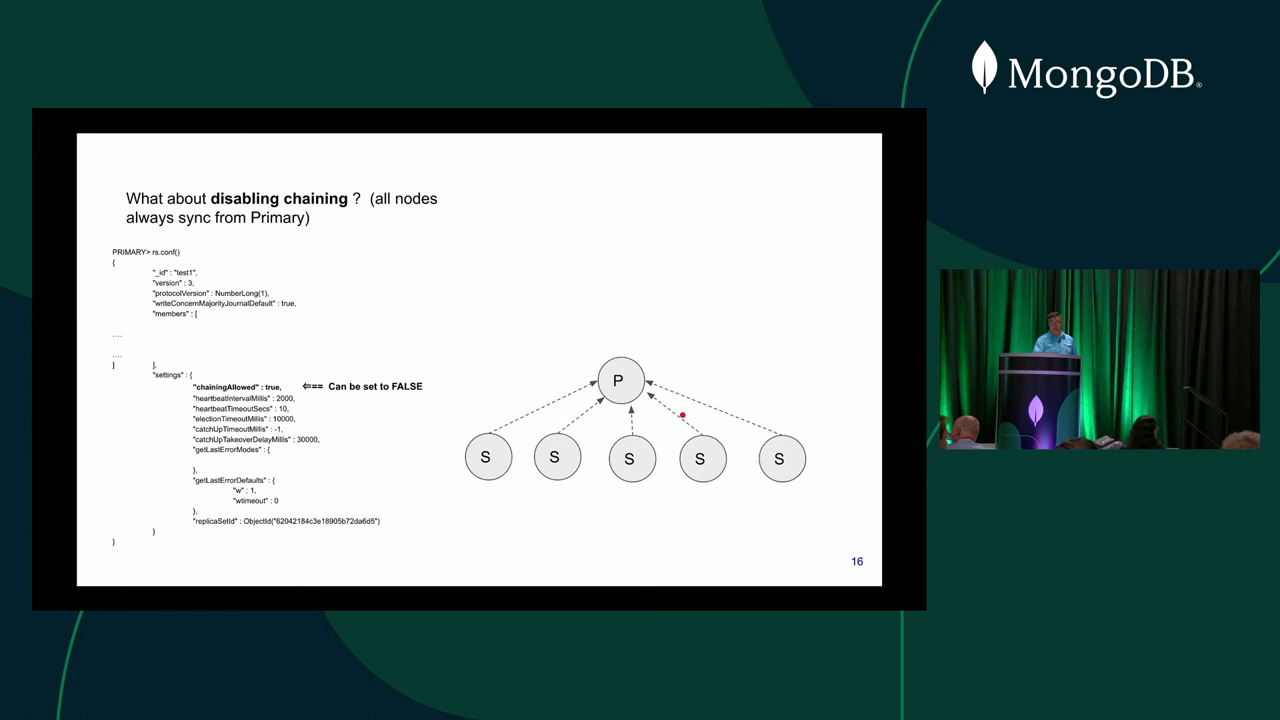 MongoDB®
What about disabling chaining ? (all nodes
always sync from Primary)
PRIMARY> rs.conf()
{
"_id" : "test1",
"version" : 3,
"protocolVersion" : NumberLong(1),
"writeConcernMajorityJournalDefault" : true,
"members" : [
....
....
] ],
"settings" : {
"chainingAllowed" : true, <== Can be set to FALSE
"heartbeatIntervalMillis" : 2000,
"heartbeatTimeoutSecs" : 10,
"electionTimeoutMillis" : 10000,
"catchUpTimeoutMillis" : -1,
"catchUpTakeoverDelayMillis" : 30000,
"getLastErrorModes" : {
},
"getLastErrorDefaults" : {
"w" : 1,
"wtimeout" : 0
},
"replicaSetId" : ObjectId("62042184c3e18905b72da6d5")
}
}
P
S S S S S
16